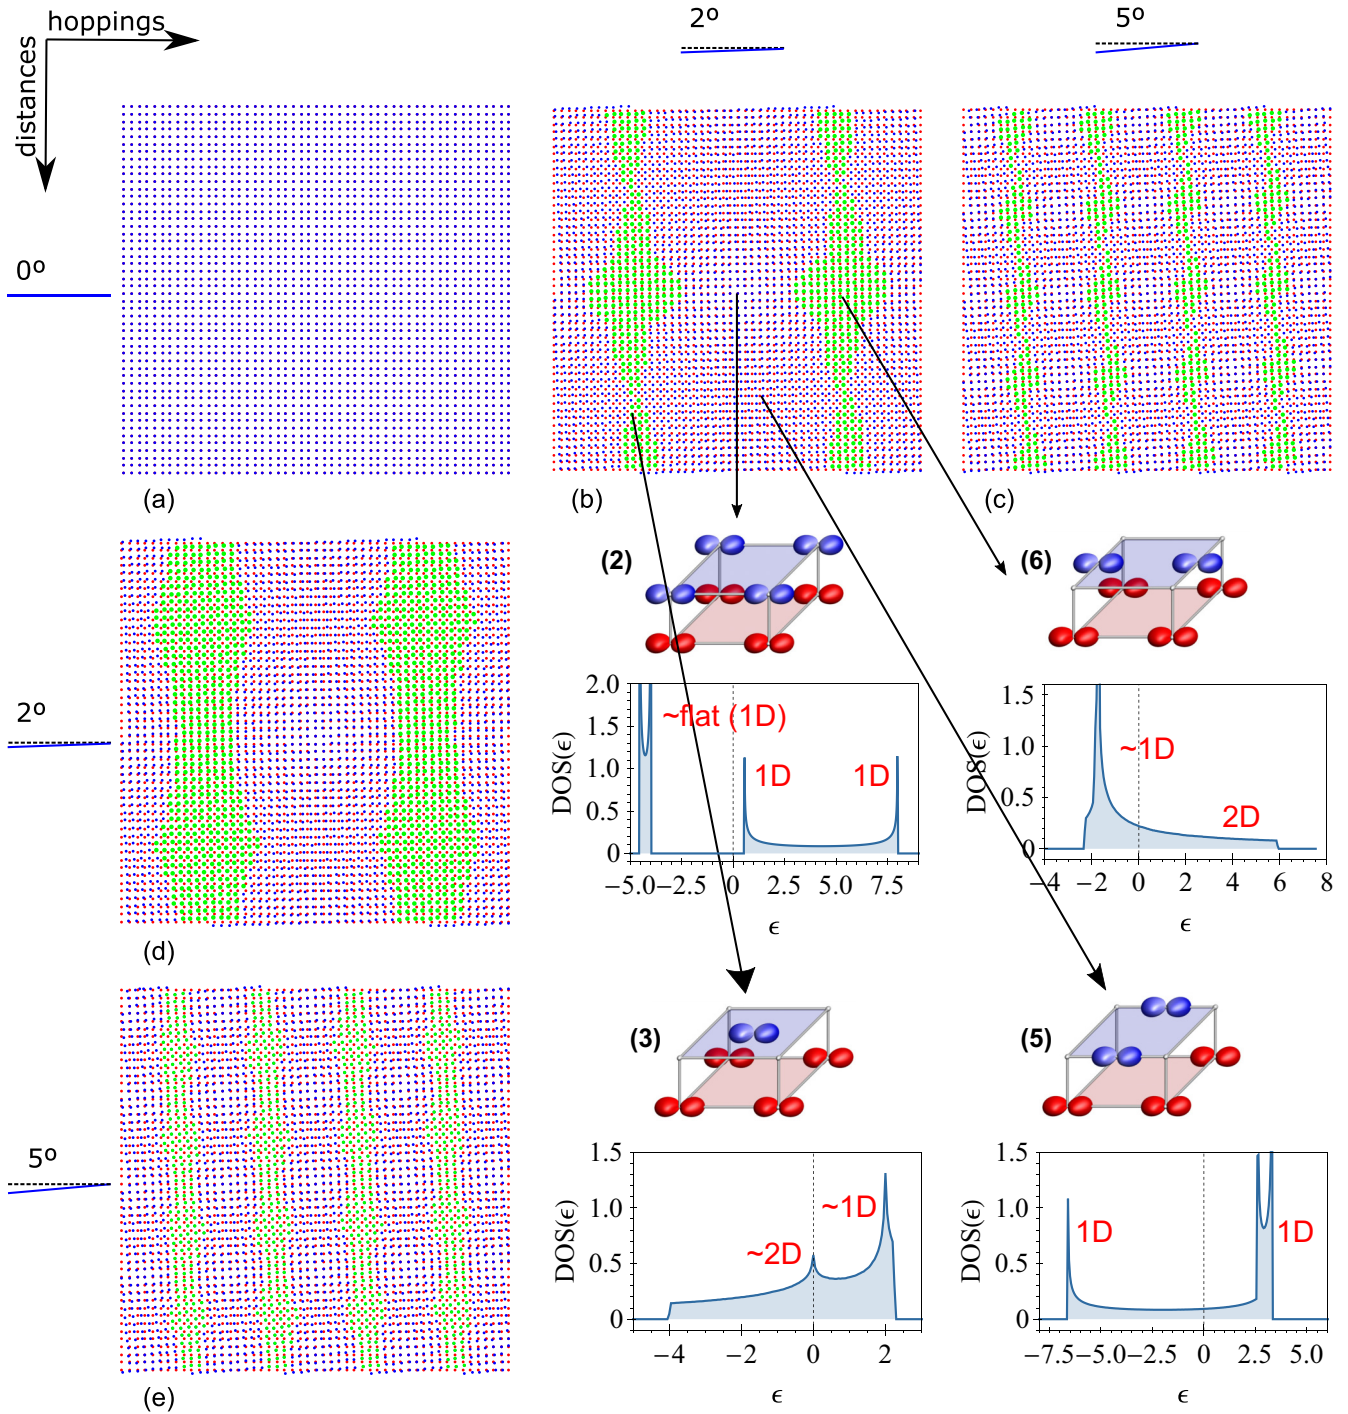 hoppings
distances
2º
5º
0º
(a)
(b)
(c)
2º
(d)
5º
(e)
(2)
2.0
1.5
1.0
0.5
0
DOS(ϵ)
~flat (1D)
1D
1D
−5.0 −2.5 0 2.5 5.0 7.5
ϵ
(6)
1.5
1.0
0.5
0
DOS(ϵ)
~1D
2D
−4 −2 0 2 4 6 8
ϵ
(3)
1.5
1.0
0.5
0
DOS(ϵ)
~2D
~1D
−4 −2 0 2
ϵ
(5)
1.5
1.0
0.5
0
DOS(ϵ)
1D
1D
−7.5 −5.0 −2.5 0 2.5 5.0
ϵ